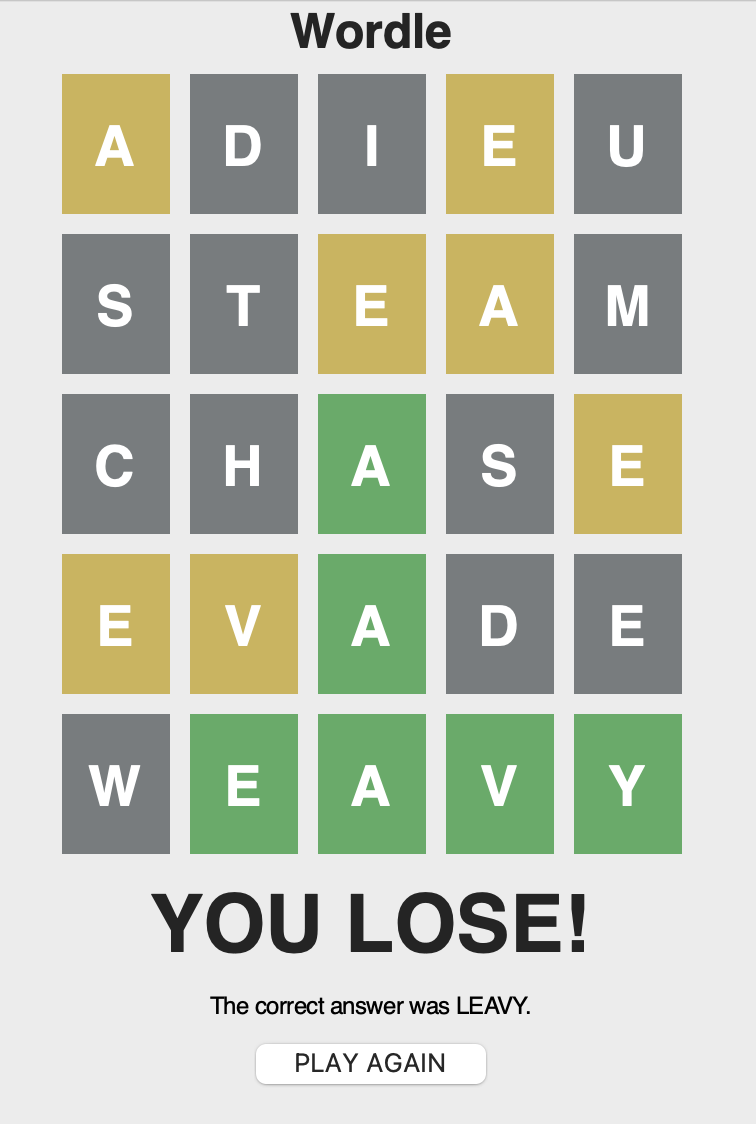 Wordle
A D I E U
S T E A M
C H A S E
E V A D E
W E A V Y
YOU LOSE!
The correct answer was LEAVY.
PLAY AGAIN